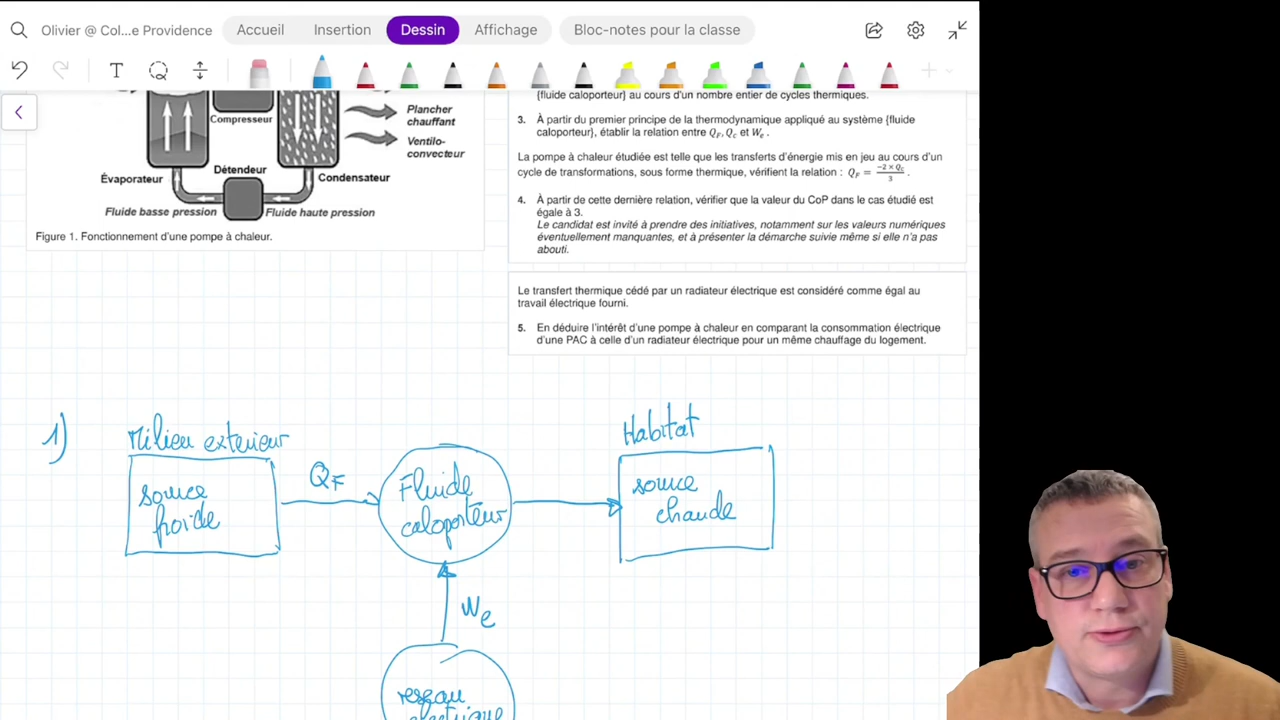 Olivier @ Col...e Providence
Accueil
Insertion
Dessin
Affichage
Bloc-notes pour la classe
T
Compresseur
Plancher
chauffant
Ventilo-
convecteur
Évaporateur
Détendeur
Condensateur
Fluide basse pression
Fluide haute pression
Figure 1. Fonctionnement d'une pompe à chaleur.
{fluide caloporteur} au cours d'un nombre entier de cycles thermiques.
3. À partir du premier principe de la thermodynamique appliqué au système {fluide
caloporteur}, établir la relation entre Q_F, Q_C et W_e .
La pompe à chaleur étudiée est telle que les transferts d'énergie mis en jeu au cours d'un
cycle de transformations, sous forme thermique, vérifient la relation : Q_F = −2 × Q_C / 3 .
4. À partir de cette dernière relation, vérifier que la valeur du CoP dans le cas étudié est
égale à 3.
Le candidat est invité à prendre des initiatives, notamment sur les valeurs numériques
éventuellement manquantes, et à présenter la démarche suivie même si elle n'a pas
abouti.
Le transfert thermique cédé par un radiateur électrique est considéré comme égal au
travail électrique fourni.
5. En déduire l'intérêt d'une pompe à chaleur en comparant la consommation électrique
d'une PAC à celle d'un radiateur électrique pour un même chauffage du logement.
1)
Milieu exterieur
source
froide
Q_F
Fluide
caloporteur
Habitat
source
chaude
W_e
reseau
electrique